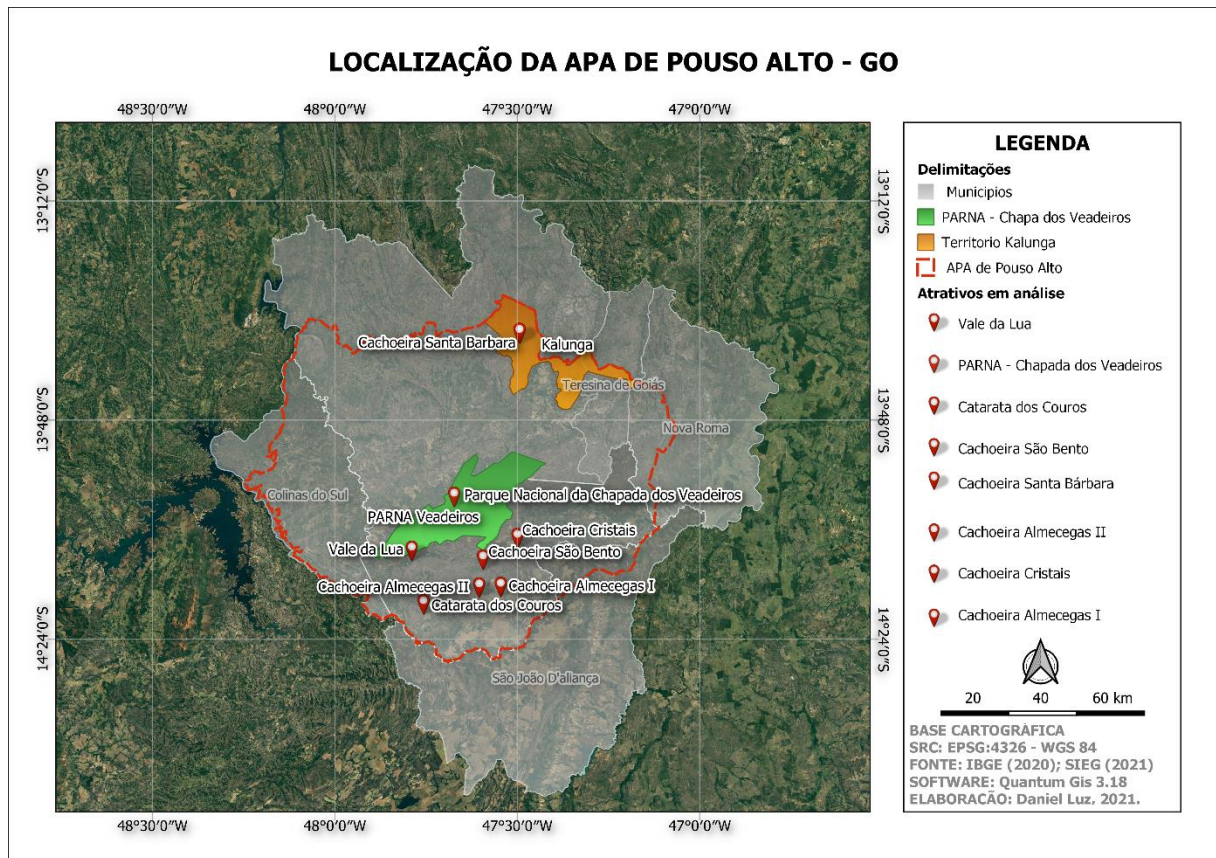 LOCALIZAÇÃO DA APA DE POUSO ALTO - GO
48°30'0"W 48°0'0"W 47°30'0"W 47°0'0"W
13°12'0"S 13°12'0"S
Cachoeira Santa Barbara Kalunga
Teresina de Goiás
13°48'0"S 13°48'0"S
Nova Roma
Colinas do Sul
Parque Nacional da Chapada dos Veadeiros
PARNA Veadeiros
Cachoeira Cristais
Vale da Lua
Cachoeira São Bento
Cachoeira Almecegas II Cachoeira Almecegas I
Catarata dos Couros
14°24'0"S 14°24'0"S
São João D'aliança
48°30'0"W 48°0'0"W 47°30'0"W 47°0'0"W
LEGENDA
Delimitações
Municipios
PARNA - Chapa dos Veadeiros
Territorio Kalunga
APA de Pouso Alto
Atrativos em análise
Vale da Lua
PARNA - Chapada dos Veadeiros
Catarata dos Couros
Cachoeira São Bento
Cachoeira Santa Bárbara
Cachoeira Almecegas II
Cachoeira Cristais
Cachoeira Almecegas I
20 40 60 km
BASE CARTOGRÁFICA
SRC: EPSG:4326 - WGS 84
FONTE: IBGE (2020); SIEG (2021)
SOFTWARE: Quantum Gis 3.18
ELABORAÇÃO: Daniel Luz, 2021.